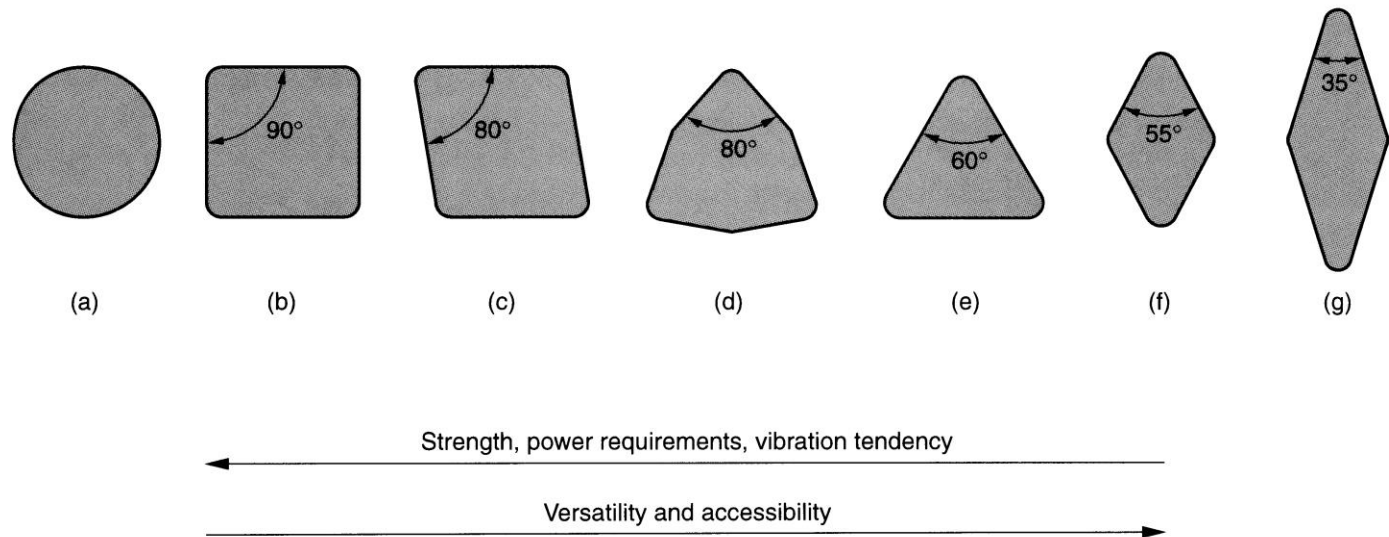 90°
80°
80°
60°
55°
35°
(a)
(b)
(c)
(d)
(e)
(f)
(g)
Strength, power requirements, vibration tendency
Versatility and accessibility